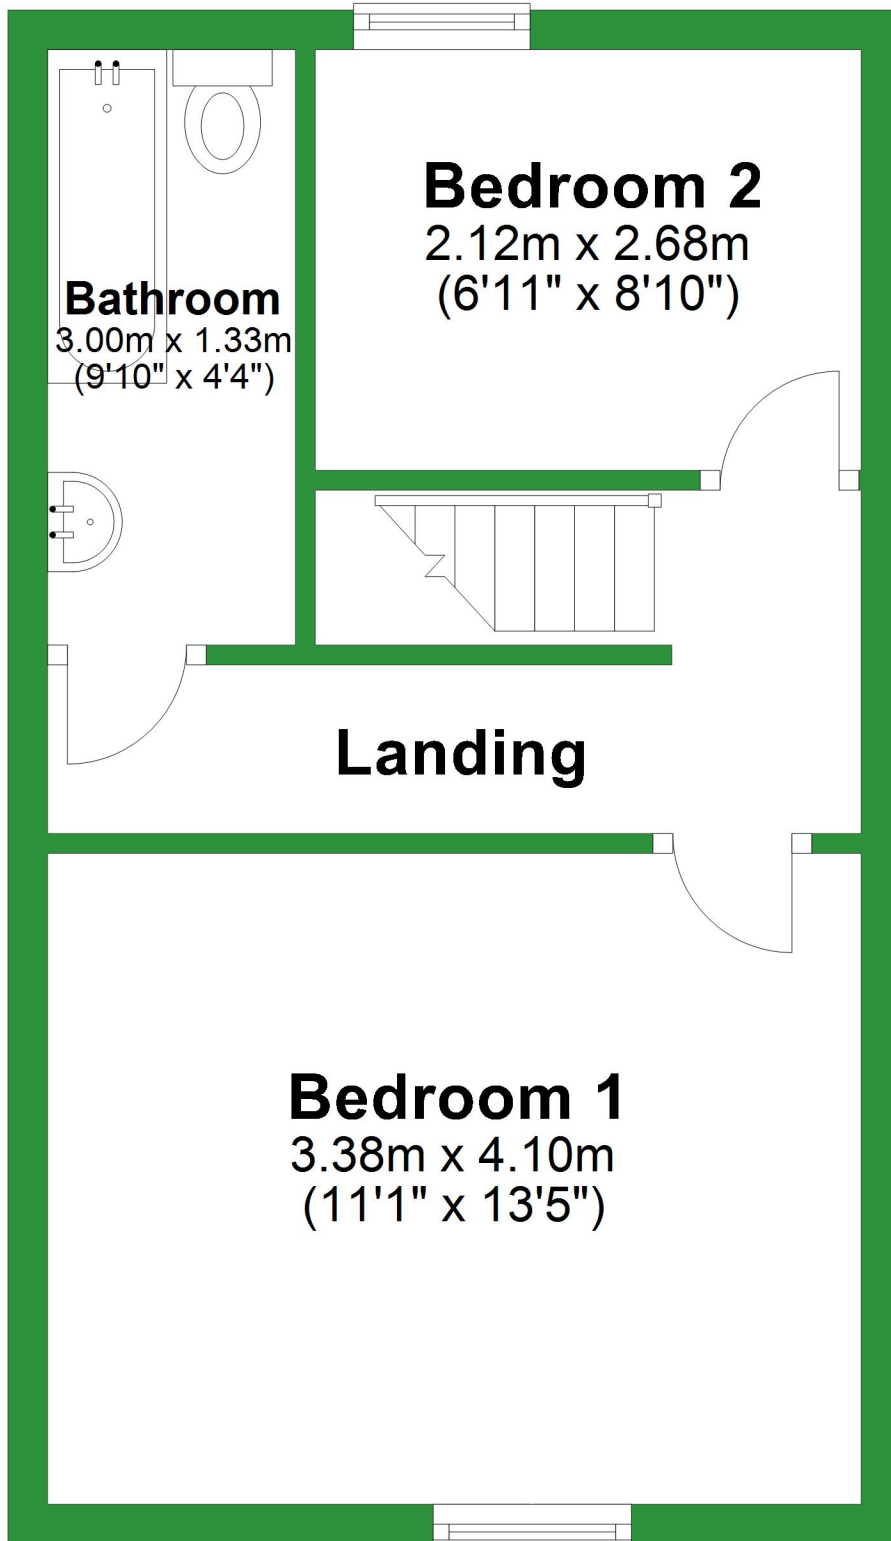 Bedroom 2
2.12m x 2.68m
(6'11" x 8'10")
Bathroom
3.00m x 1.33m
(9'10" x 4'4")
Landing
Bedroom 1
3.38m x 4.10m
(11'1" x 13'5")